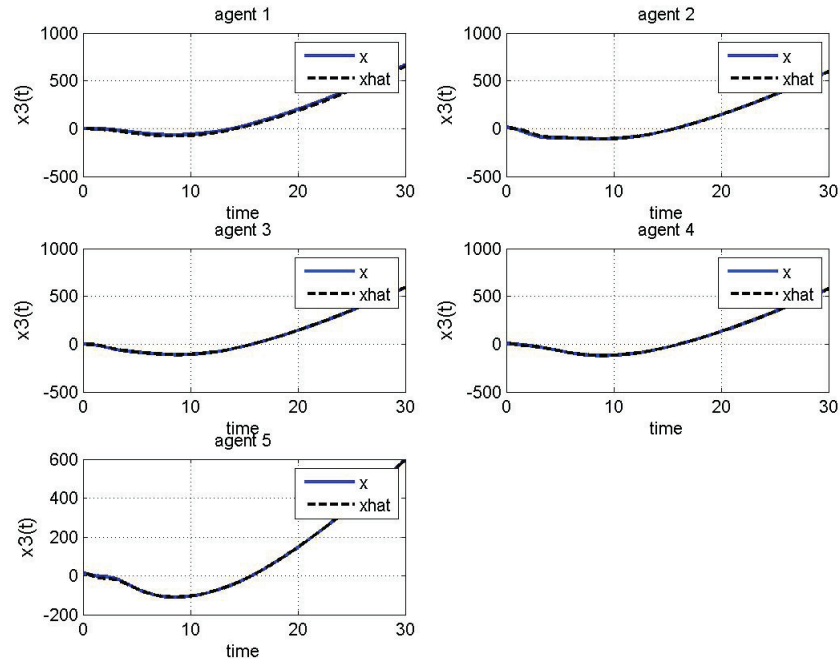 agent 1
1000
500
0
-500
x3(t)
x
xhat
0 10 20 30
time
agent 2
1000
500
0
-500
x3(t)
x
xhat
0 10 20 30
time
agent 3
1000
500
0
-500
x3(t)
x
xhat
0 10 20 30
time
agent 4
1000
500
0
-500
x3(t)
x
xhat
0 10 20 30
time
agent 5
600
400
200
0
-200
x3(t)
x
xhat
0 10 20 30
time